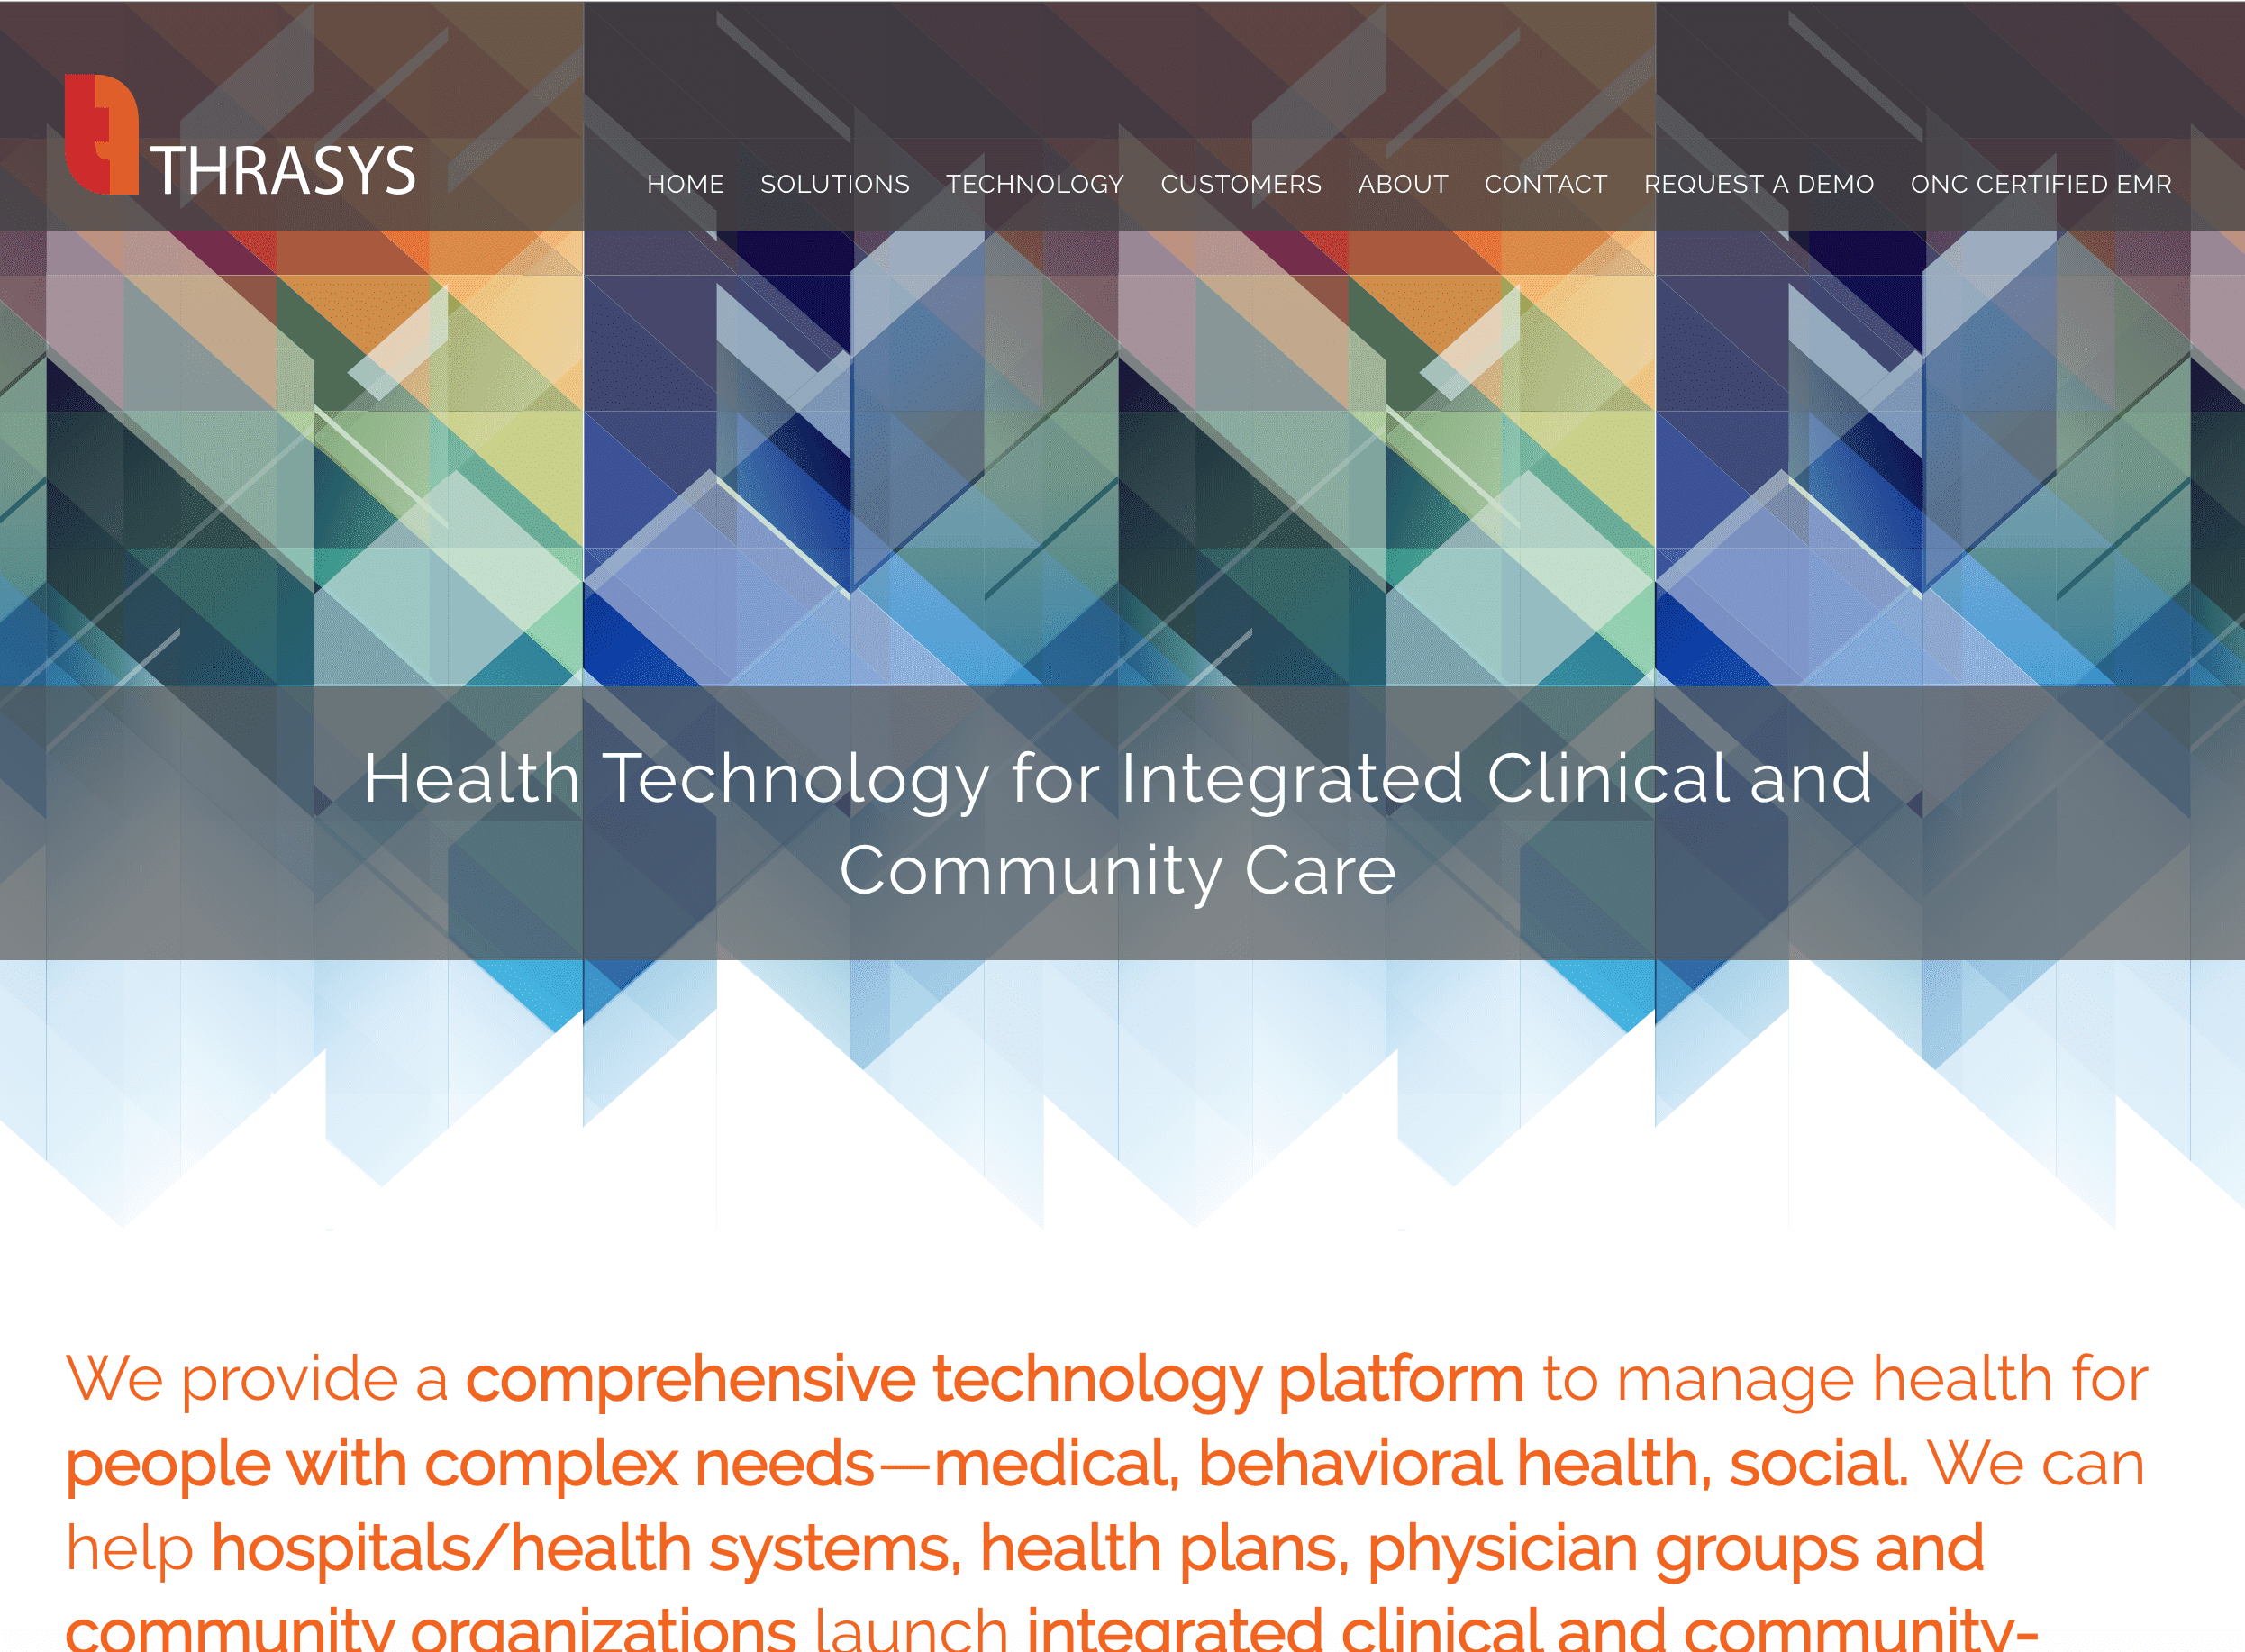 THRASYS
HOME SOLUTIONS TECHNOLOGY CUSTOMERS ABOUT CONTACT REQUEST A DEMO ONC CERTIFIED EMR
Health Technology for Integrated Clinical and
Community Care
We provide a comprehensive technology platform to manage health for
people with complex needs—medical, behavioral health, social. We can
help hospitals/health systems, health plans, physician groups and
community organizations launch integrated clinical and community-